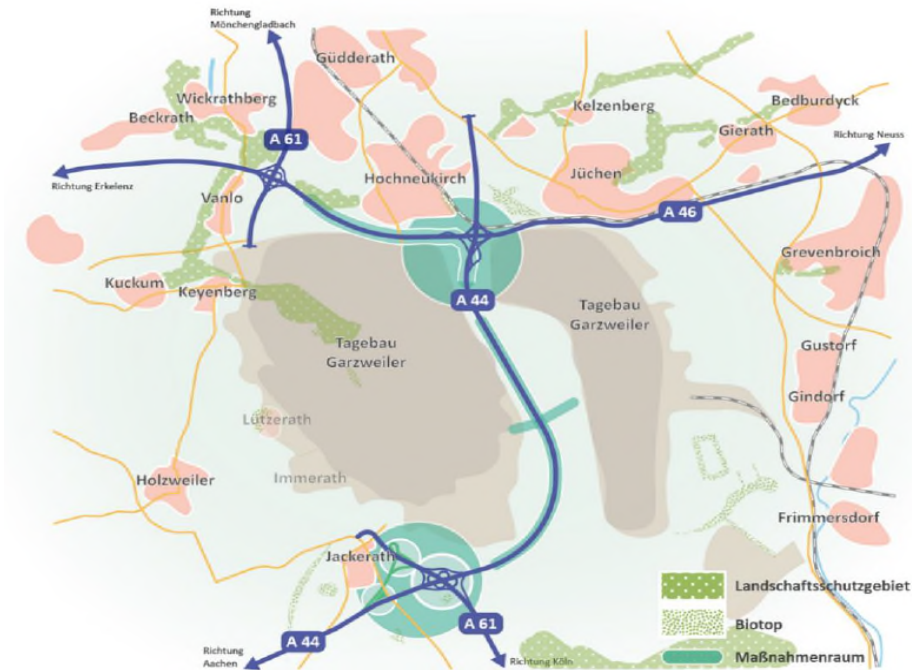 Richtung
Mönchengladbach
Güdderath
Wickrathberg
Beckrath
Kelzenberg
Bedburdyck
Gierath
A 61
Richtung Neuss
Richtung Erkelenz
Hochneukirch
Jüchen
Vanlo
A 46
Grevenbroich
Kuckum
Keyenberg
A 44
Tagebau
Garzweiler
Tagebau
Garzweiler
Gustorf
Gindorf
Lützerath
Immerath
Holzweiler
Frimmersdorf
Jackerath
Landschaftsschutzgebiet
Biotop
Maßnahmenraum
A 44
A 61
Richtung
Aachen
Richtung Köln